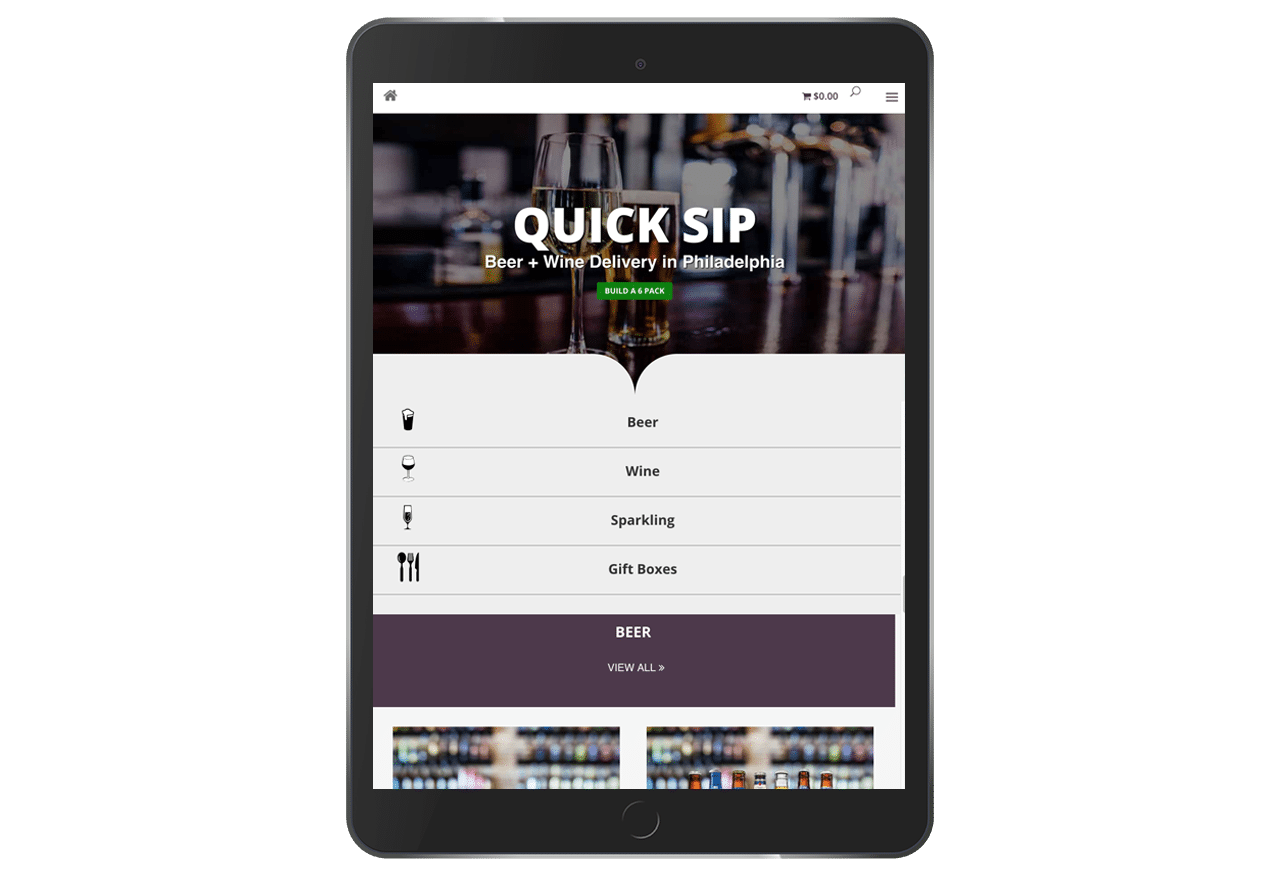 $0.00
QUICK SIP
Beer + Wine Delivery in Philadelphia
BUILD A 6 PACK
Beer
Wine
Sparkling
Gift Boxes
BEER
VIEW ALL »